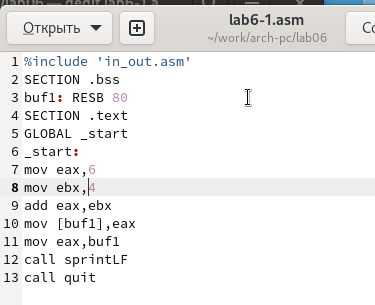 Открыть
lab6-1.asm
~/work/arch-pc/lab06
1 %include 'in_out.asm'
2 SECTION .bss
3 buf1: RESB 80
4 SECTION .text
5 GLOBAL _start
6 _start:
7 mov eax,6
8 mov ebx,4
9 add eax,ebx
10 mov [buf1],eax
11 mov eax,buf1
12 call sprintLF
13 call quit